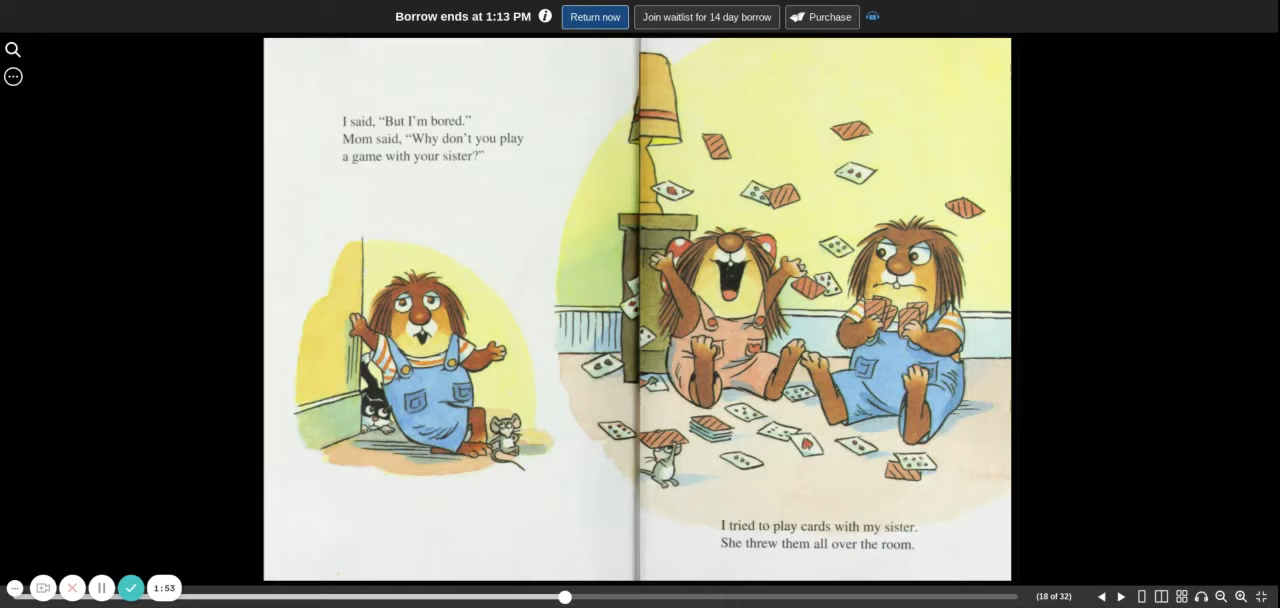 Borrow ends at 1:13 PM
Return now
Join waitlist for 14 day borrow
Purchase
I said, “But I’m bored.”
Mom said, “Why don’t you play
a game with your sister?”
I tried to play cards with my sister.
She threw them all over the room.
1:53
(18 of 32)